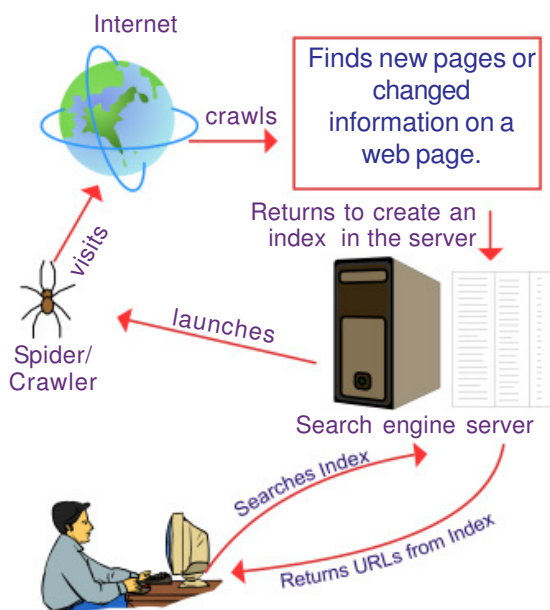 Internet
Finds new pages or
changed
information on a
web page.
crawls
Returns to create an
index in the server
visits
launches
Spider/
Crawler
Search engine server
Searches Index
Returns URLs from Index